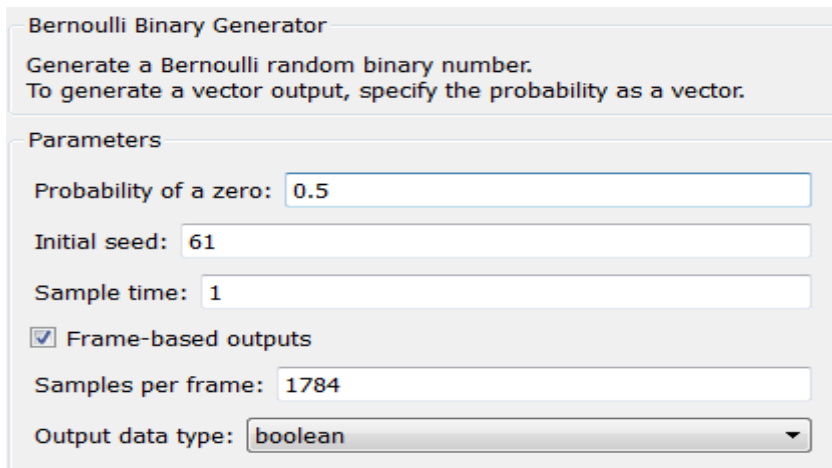 Bernoulli Binary Generator
Generate a Bernoulli random binary number.
To generate a vector output, specify the probability as a vector.
Parameters
Probability of a zero: 0.5
Initial seed: 61
Sample time: 1
Frame-based outputs
Samples per frame: 1784
Output data type: boolean